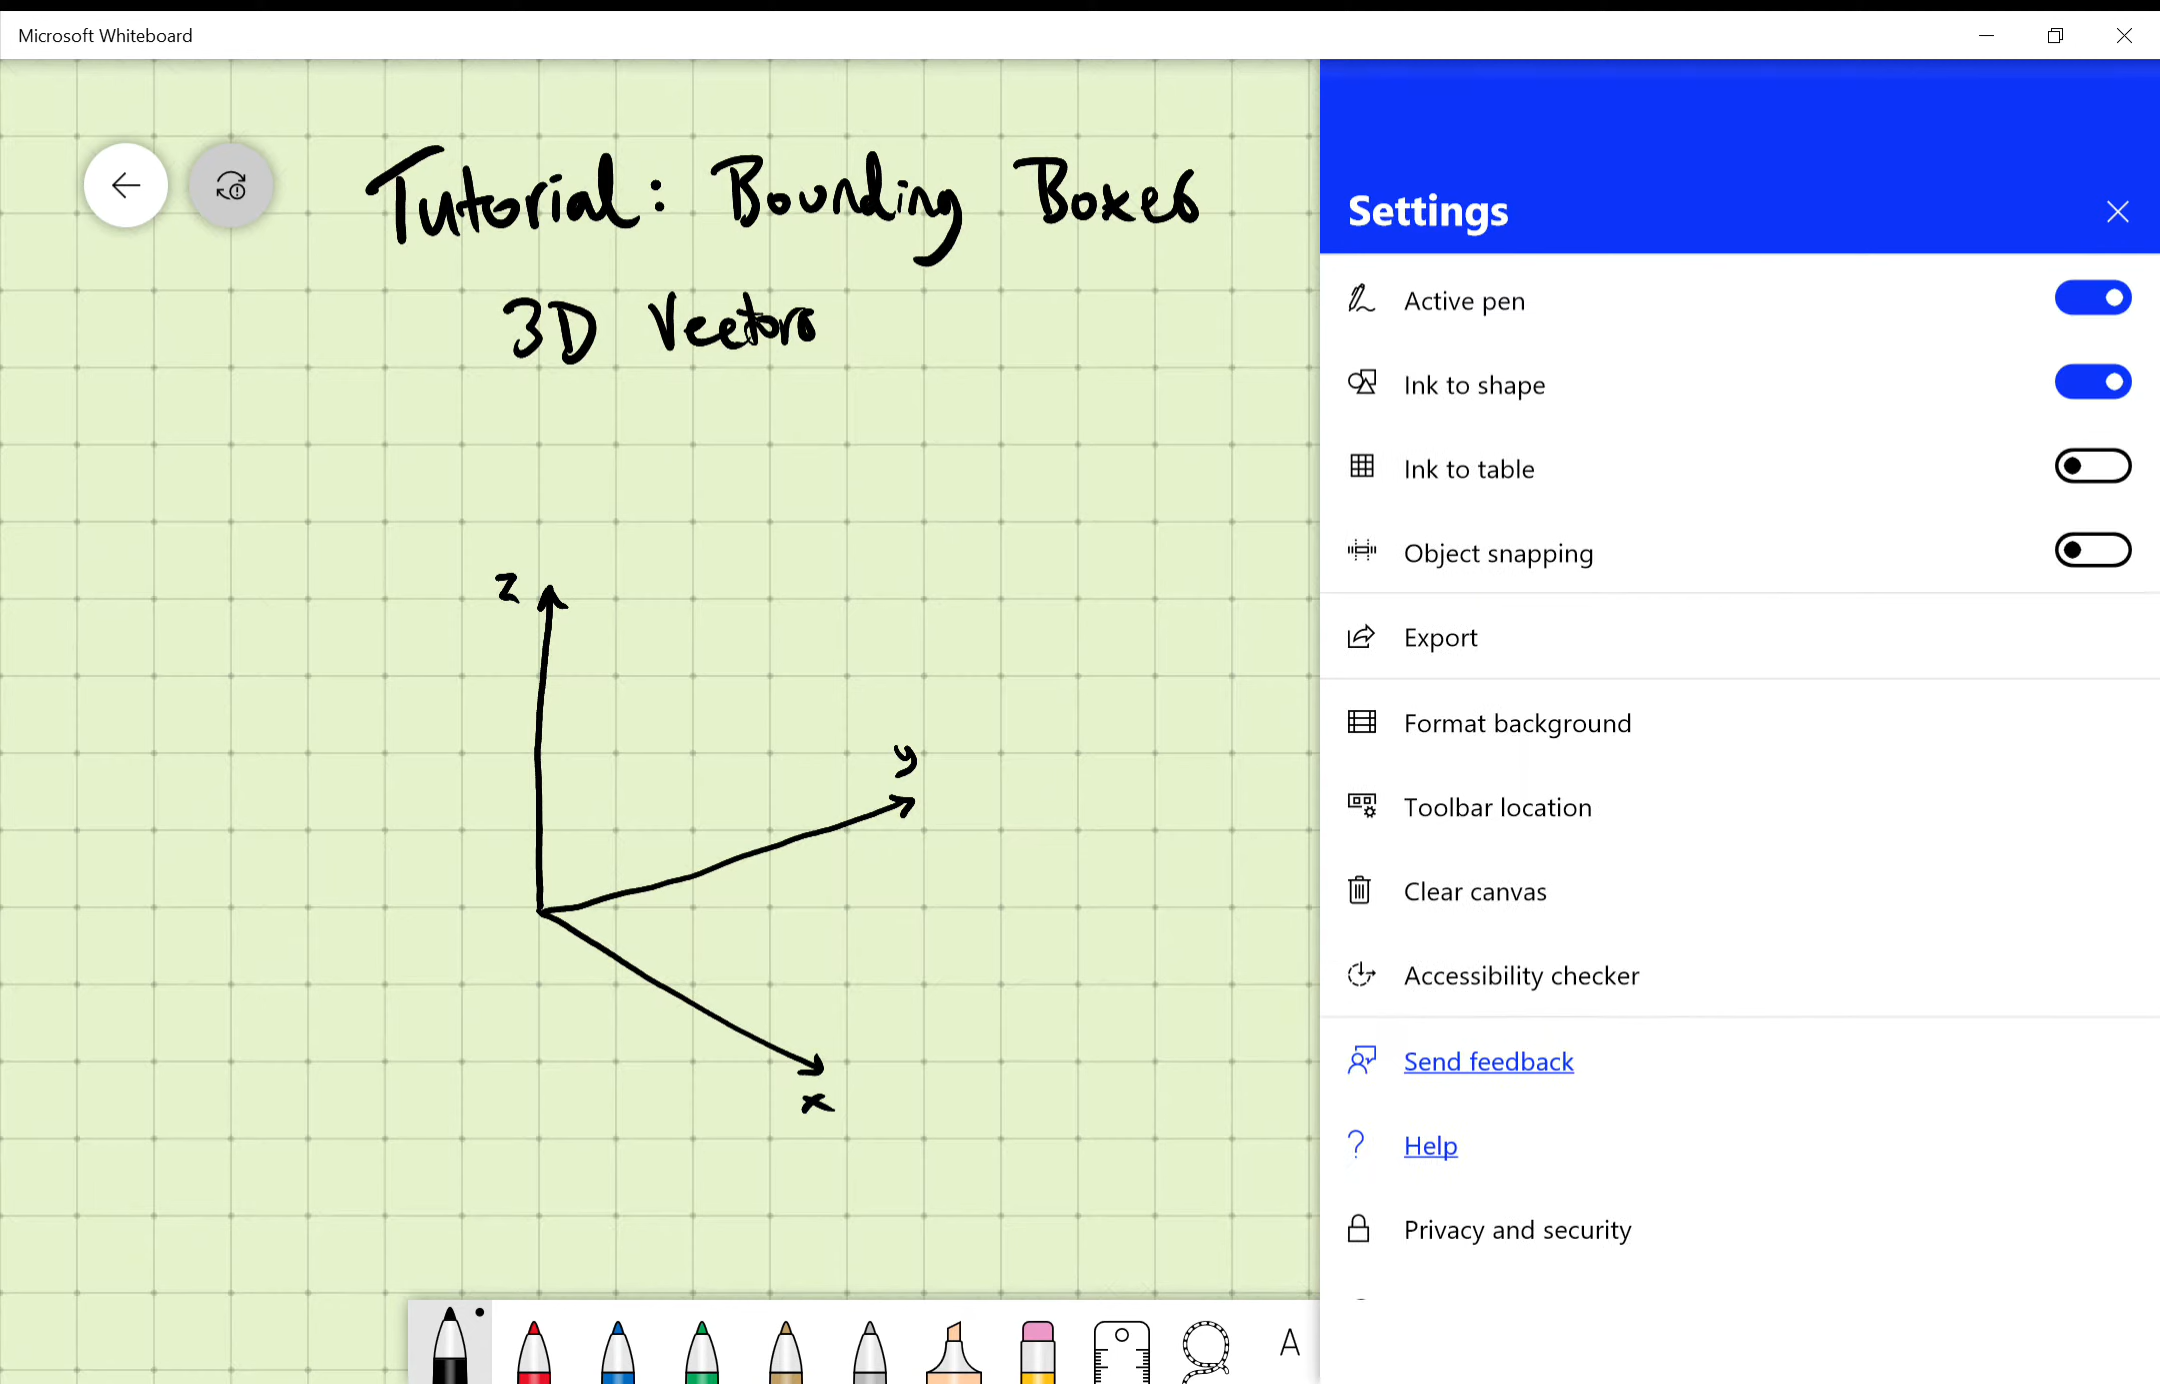 Microsoft Whiteboard
Tutorial: Bounding Boxes
3D Vectors
z
y
x
A
Settings
Active pen
Ink to shape
Ink to table
Object snapping
Export
Format background
Toolbar location
Clear canvas
Accessibility checker
Send feedback
Help
Privacy and security